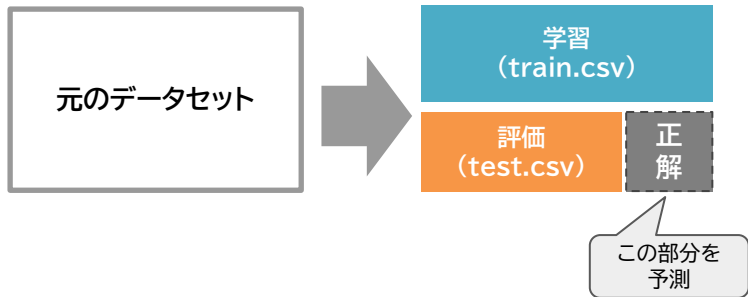 元のデータセット
学習
（train.csv）
評価
（test.csv）
正
解
この部分を
予測